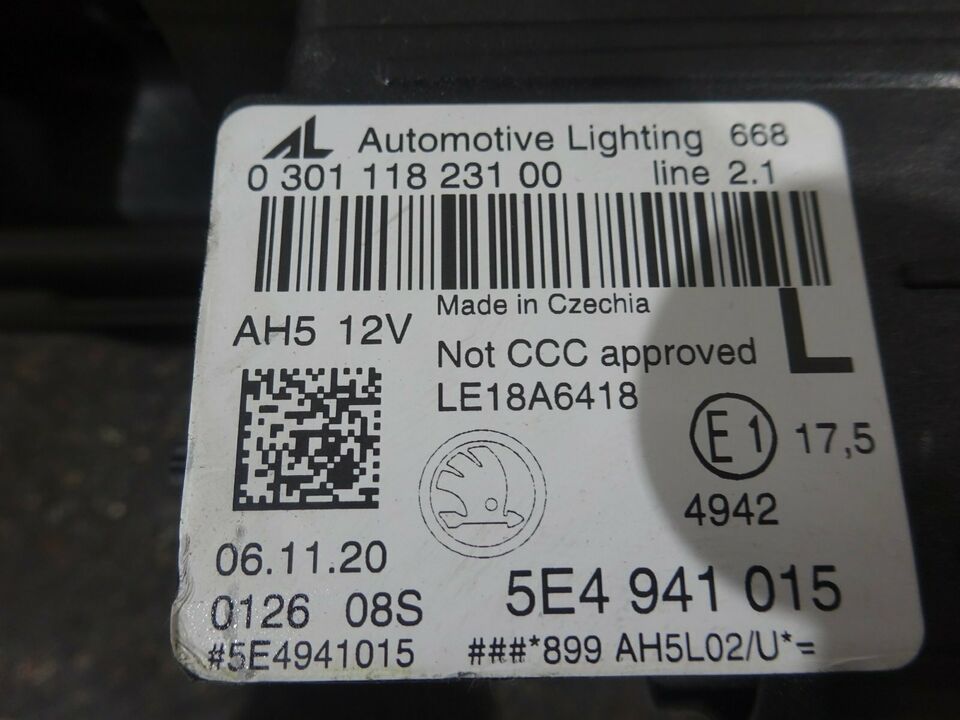 AL Automotive Lighting 668
0 301 118 231 00 line 2.1
Made in Czechia
AH5 12V
L
Not CCC approved
LE18A6418
E1 17,5
4942
06.11.20
0126 08S
5E4 941 015
#5E4941015 ###*899 AH5L02/U*=